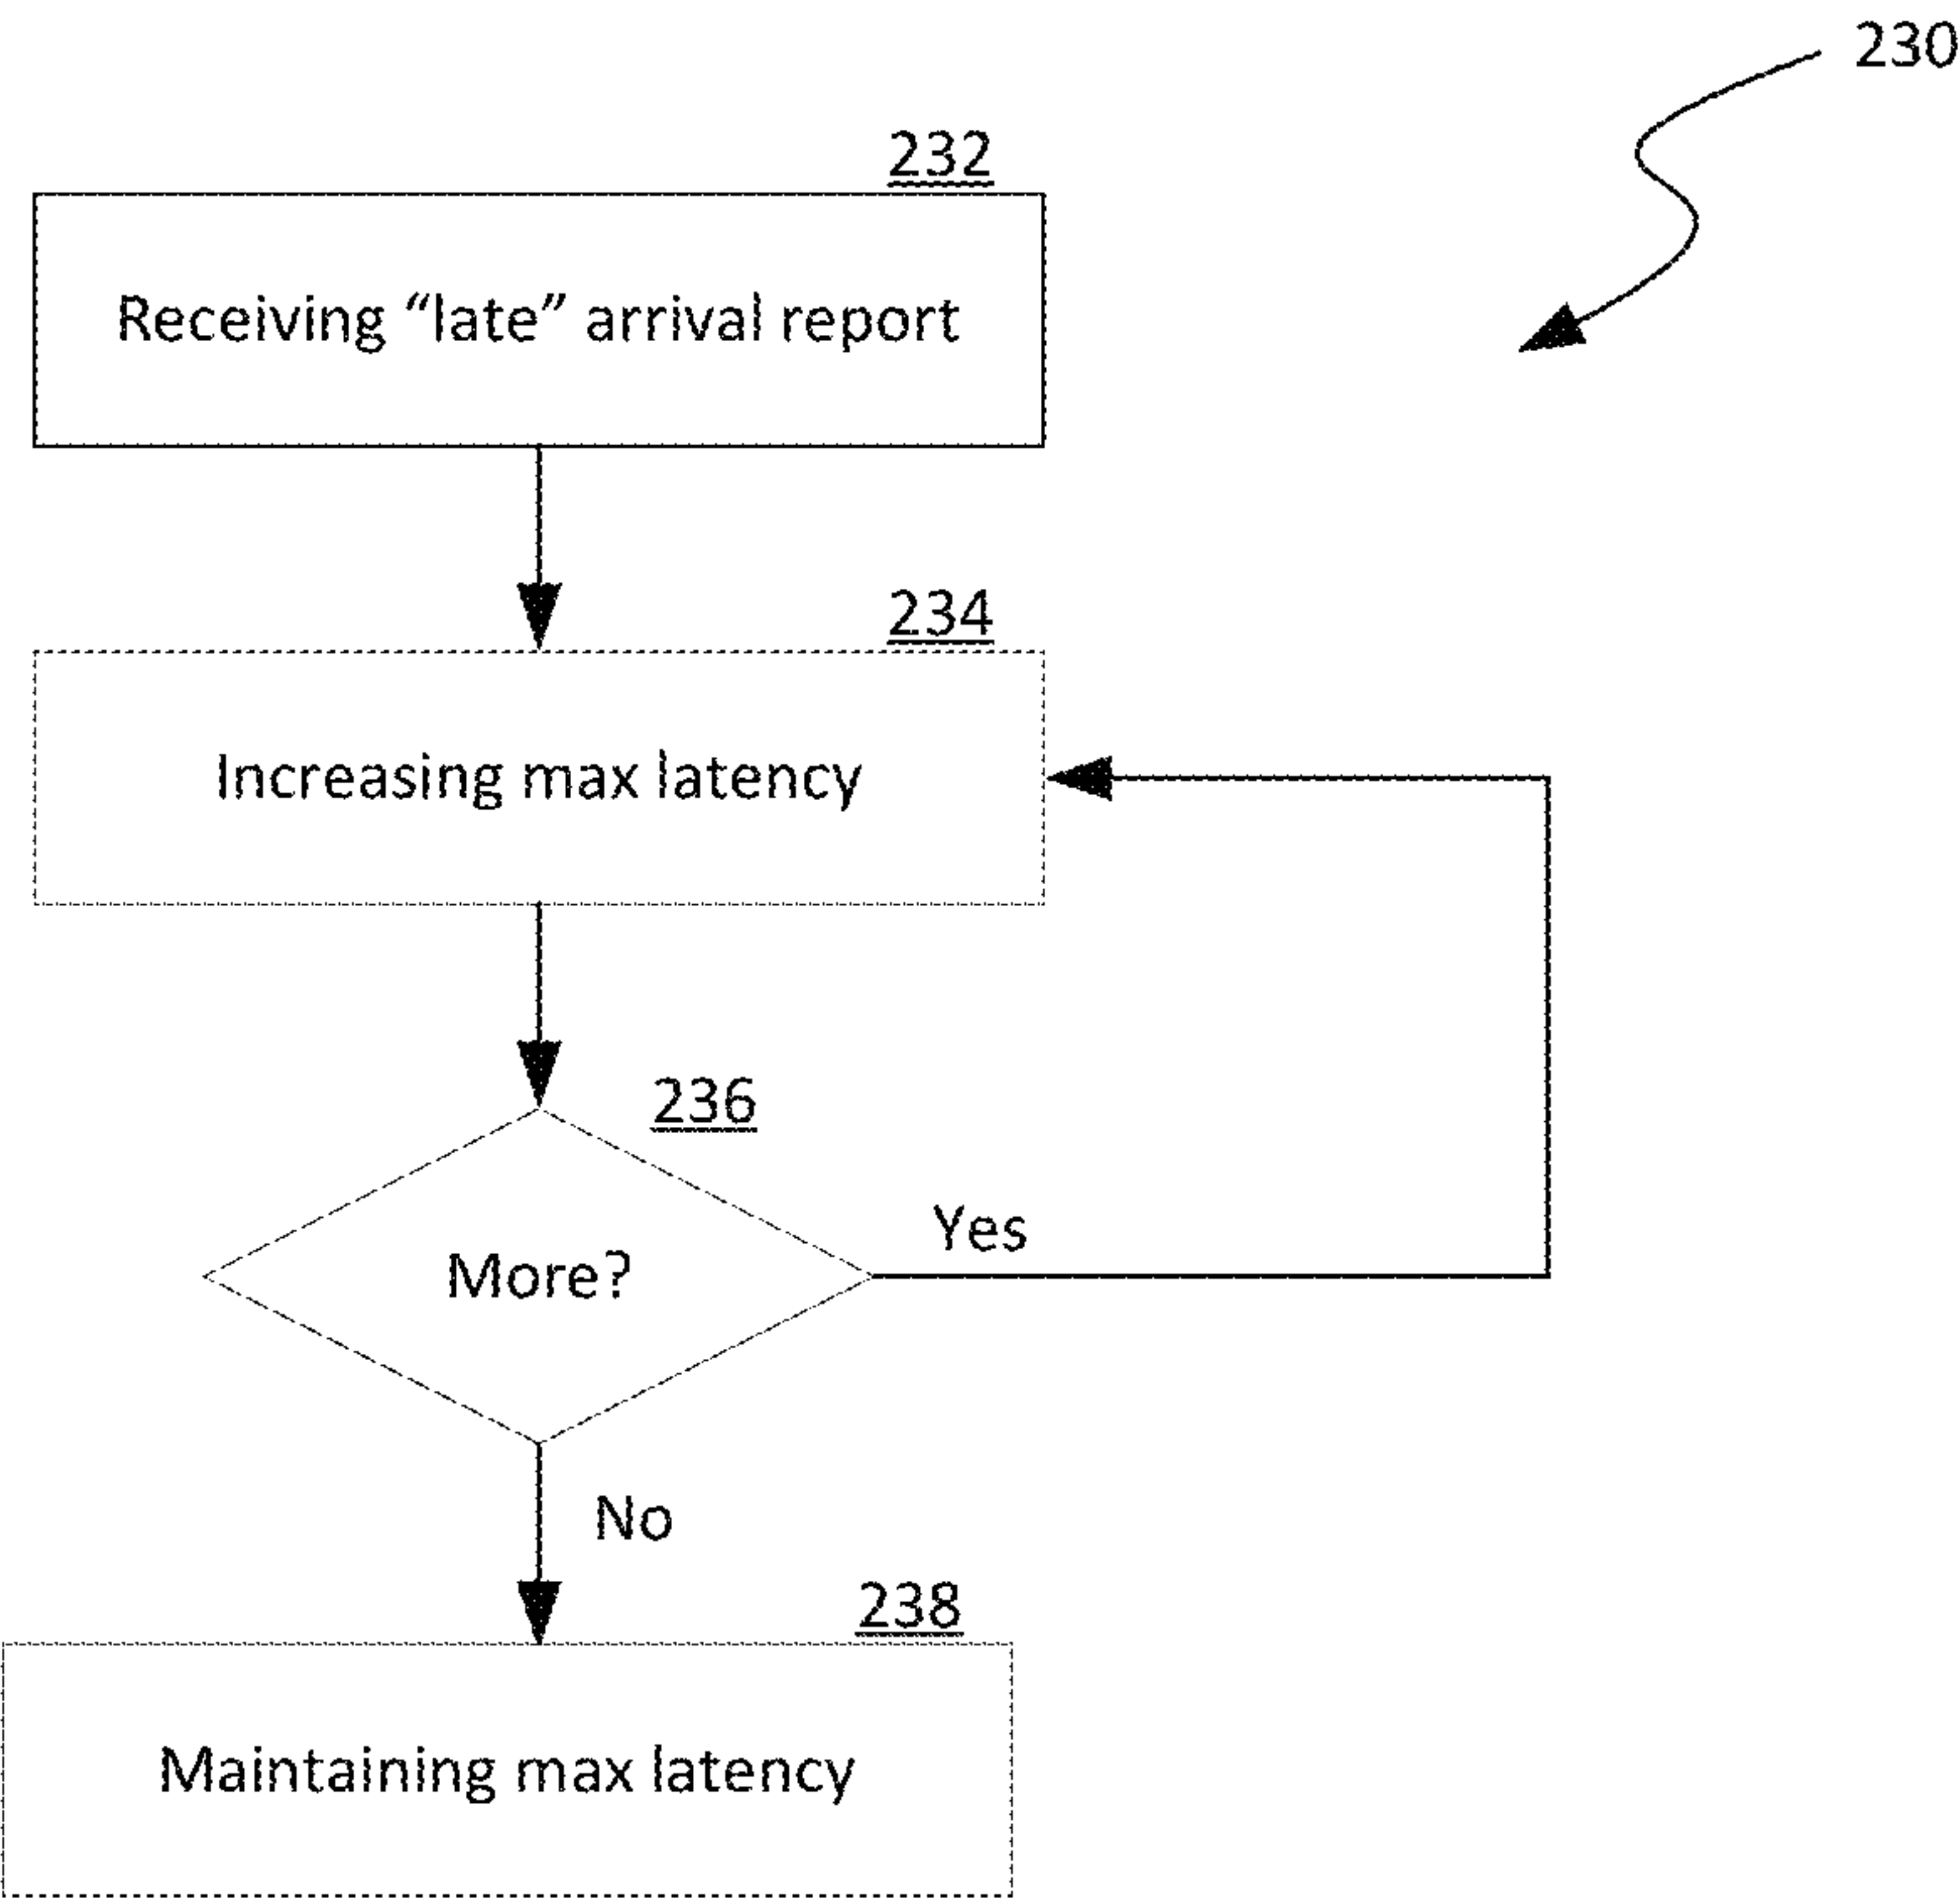 230
232
Receiving “late” arrival report
234
Increasing max latency
236
More?
Yes
No
238
Maintaining max latency